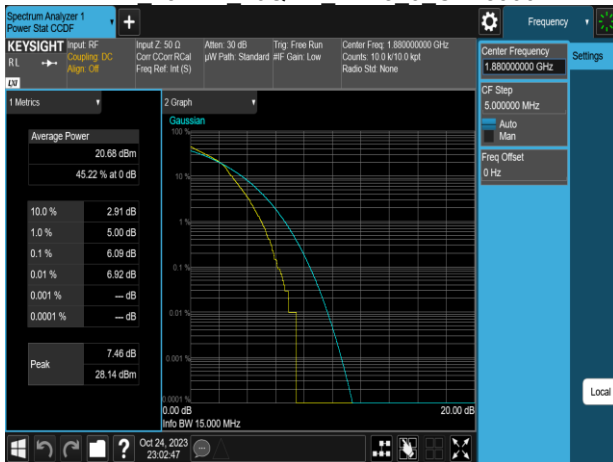 Spectrum Analyzer 1
Power Stat CCDF
+
Frequency
KEYSIGHT
RL
LXI
Input: RF
Coupling: DC
Align: Off
Input Z: 50 Ω
Corr CCorr RCal
Freq Ref: Int (S)
Atten: 30 dB
µW Path: Standard
Trig: Free Run
#IF Gain: Low
Center Freq: 1.880000000 GHz
Counts: 10.0 k/10.0 kpt
Radio Std: None
Center Frequency
1.880000000 GHz
Settings
CF Step
5.000000 MHz
Auto
Man
Freq Offset
0 Hz
1 Metrics
Average Power
20.68 dBm
45.22 % at 0 dB
10.0 % 2.91 dB
1.0 % 5.00 dB
0.1 % 6.09 dB
0.01 % 6.92 dB
0.001 % --- dB
0.0001 % --- dB
Peak
7.46 dB
28.14 dBm
2 Graph
Gaussian
100 %
10 %
1 %
0.1 %
0.01 %
0.001 %
0.0001 %
0.00 dB 20.00 dB
Info BW 15.000 MHz
Local
?
Oct 24, 2023
23:02:47